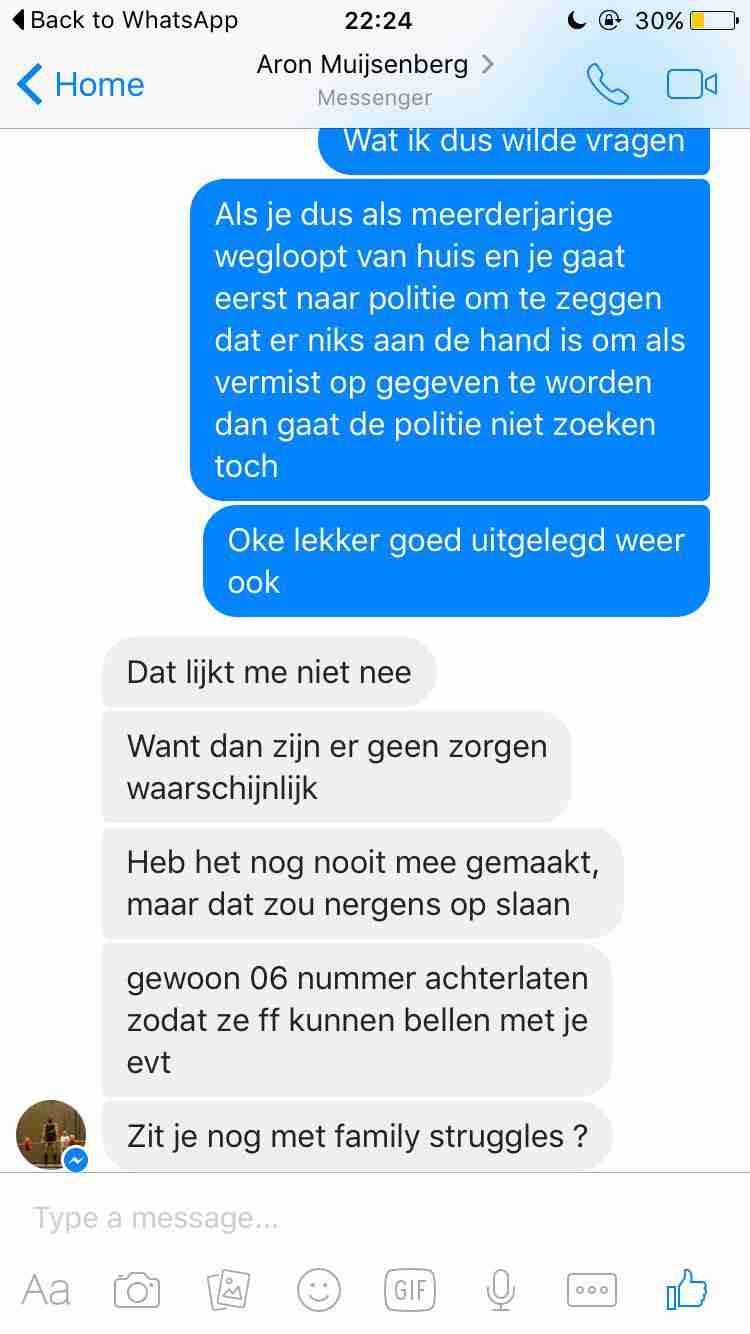 Back to WhatsApp 22:24 30%
Home Aron Muijsenberg
Messenger
Wat ik dus wilde vragen
Als je dus als meerderjarige
wegloopt van huis en je gaat
eerst naar politie om te zeggen
dat er niks aan de hand is om als
vermist op gegeven te worden
dan gaat de politie niet zoeken
toch
Oke lekker goed uitgelegd weer
ook
Dat lijkt me niet nee
Want dan zijn er geen zorgen
waarschijnlijk
Heb het nog nooit mee gemaakt,
maar dat zou nergens op slaan
gewoon 06 nummer achterlaten
zodat ze ff kunnen bellen met je
evt
Zit je nog met family struggles ?
Type a message...
Aa GIF